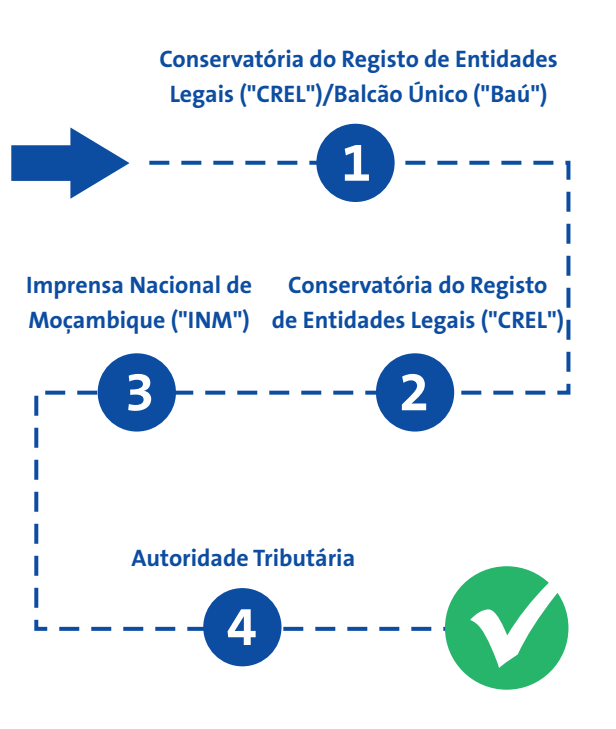 Conservatória do Registo de Entidades
Legais ("CREL")/Balcão Único ("Baú")
1
Conservatória do Registo
de Entidades Legais ("CREL")
2
Imprensa Nacional de
Moçambique ("INM")
3
Autoridade Tributária
4